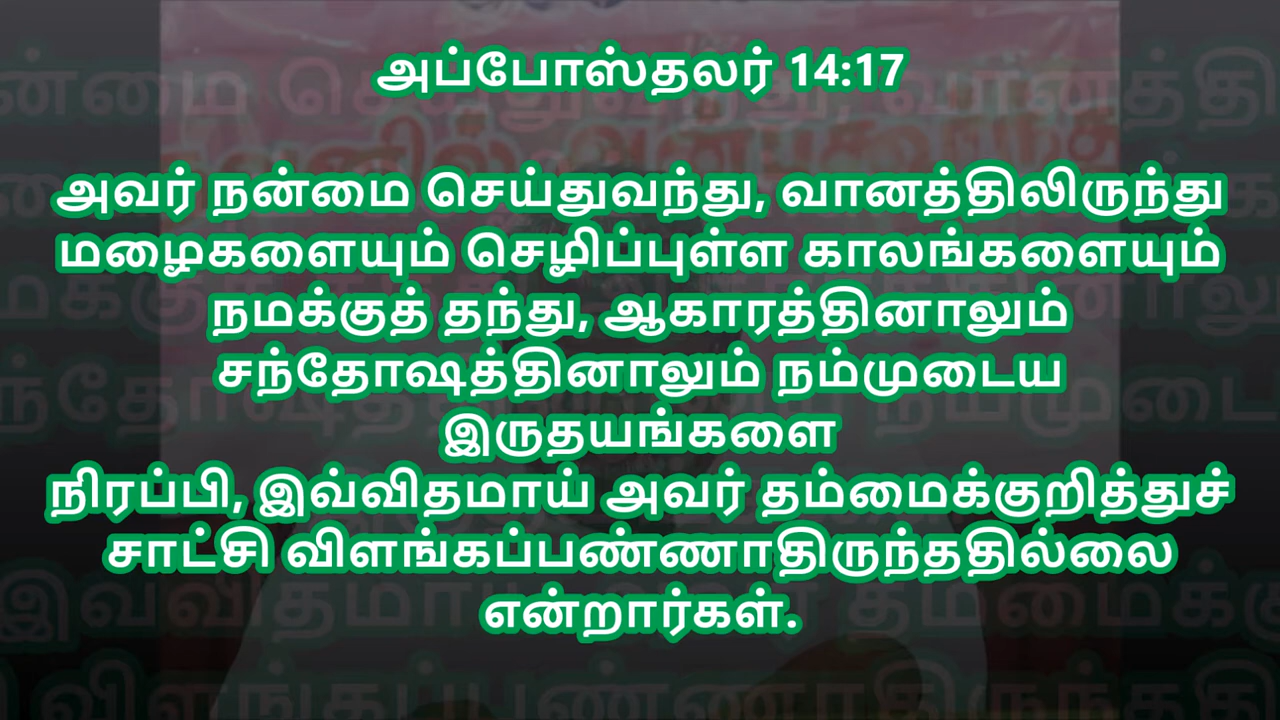 அப்போஸ்தலர் 14:17
அவர் நன்மை செய்துவந்து, வானத்திலிருந்து
மழைகளையும் செழிப்புள்ள காலங்களையும்
நமக்குத் தந்து, ஆகாரத்தினாலும்
சந்தோஷத்தினாலும் நம்முடைய
இருதயங்களை
நிரப்பி, இவ்விதமாய் அவர் தம்மைக்குறித்துச்
சாட்சி விளங்கப்பண்ணாதிருந்ததில்லை
என்றார்கள்.